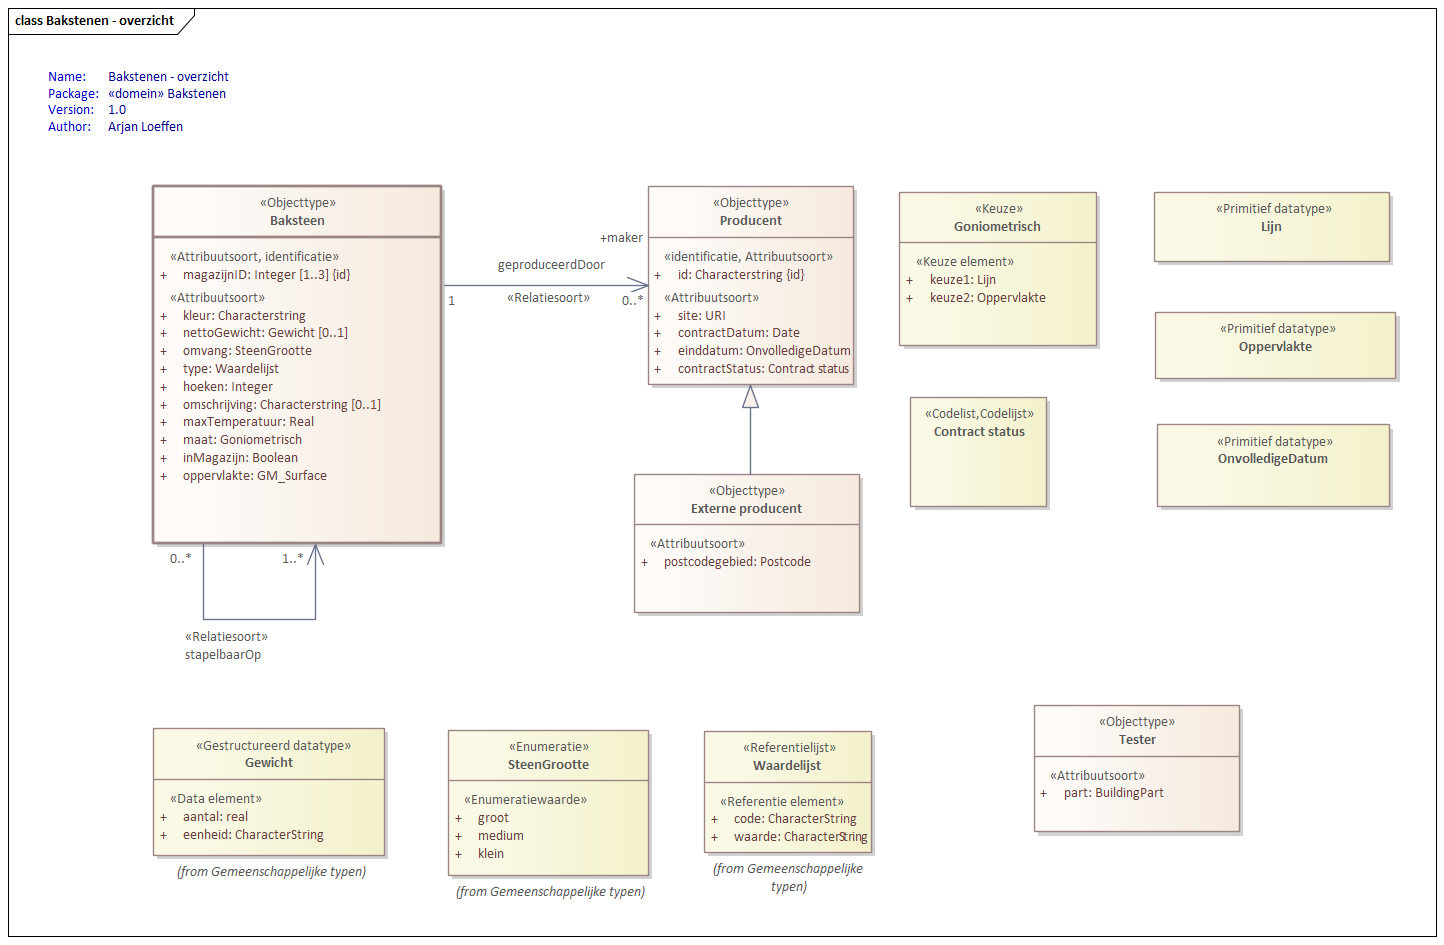 class Bakstenen - overzicht
Name: Bakstenen - overzicht
Package: «domein» Bakstenen
Version: 1.0
Author: Arjan Loeffen
«Objecttype»
Baksteen
«Attribuutsoort, identificatie»
+ magazijnID: Integer [1..3] {id}
«Attribuutsoort»
+ kleur: Characterstring
+ nettoGewicht: Gewicht [0..1]
+ omvang: SteenGrootte
+ type: Waardelijst
+ hoeken: Integer
+ omschrijving: Characterstring [0..1]
+ maxTemperatuur: Real
+ maat: Goniometrisch
+ inMagazijn: Boolean
+ oppervlakte: GM_Surface
+maker
geproduceerdDoor
1 «Relatiesoort» 0..*
«Objecttype»
Producent
«identificatie, Attribuutsoort»
+ id: Characterstring {id}
«Attribuutsoort»
+ site: URI
+ contractDatum: Date
+ einddatum: OnvolledigeDatum
+ contractStatus: Contract status
«Keuze»
Goniometrisch
«Keuze element»
+ keuze1: Lijn
+ keuze2: Oppervlakte
«Primitief datatype»
Lijn
«Primitief datatype»
Oppervlakte
«Codelist,Codelijst»
Contract status
«Primitief datatype»
OnvolledigeDatum
«Objecttype»
Externe producent
«Attribuutsoort»
+ postcodegebied: Postcode
0..* 1..*
«Relatiesoort»
stapelbaarOp
«Gestructureerd datatype»
Gewicht
«Data element»
+ aantal: real
+ eenheid: CharacterString
(from Gemeenschappelijke typen)
«Enumeratie»
SteenGrootte
«Enumeratiewaarde»
+ groot
+ medium
+ klein
(from Gemeenschappelijke typen)
«Referentielijst»
Waardelijst
«Referentie element»
+ code: CharacterString
+ waarde: CharacterString
(from Gemeenschappelijke
typen)
«Objecttype»
Tester
«Attribuutsoort»
+ part: BuildingPart